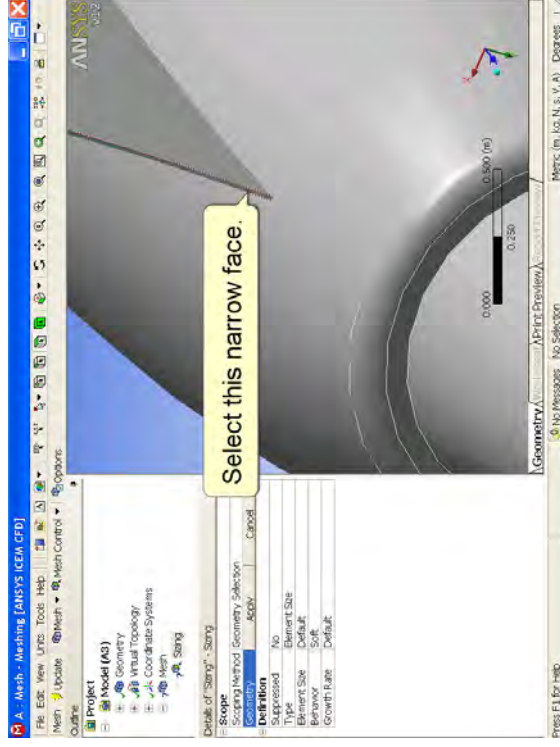 A : Mesh - Meshing [ANSYS ICEM CFD]
File Edit View Units Tools Help
Mesh Update Mesh Mesh Control Options
Outline
Project
Model (A3)
Geometry
Virtual Topology
Coordinate Systems
Mesh
Sizing
Details of "Sizing" - Sizing
Scope
Scoping Method Geometry Selection
Geometry Apply Cancel
Definition
Suppressed No
Type Element Size
Element Size Default
Behavior Soft
Growth Rate Default
ANSYS
v12
Select this narrow face.
0.000 0.500 (m)
0.250
Geometry Print Preview Report Preview
Press F1 for Help No Messages No Selection Metric (m, kg, N, s, V, A) Degrees